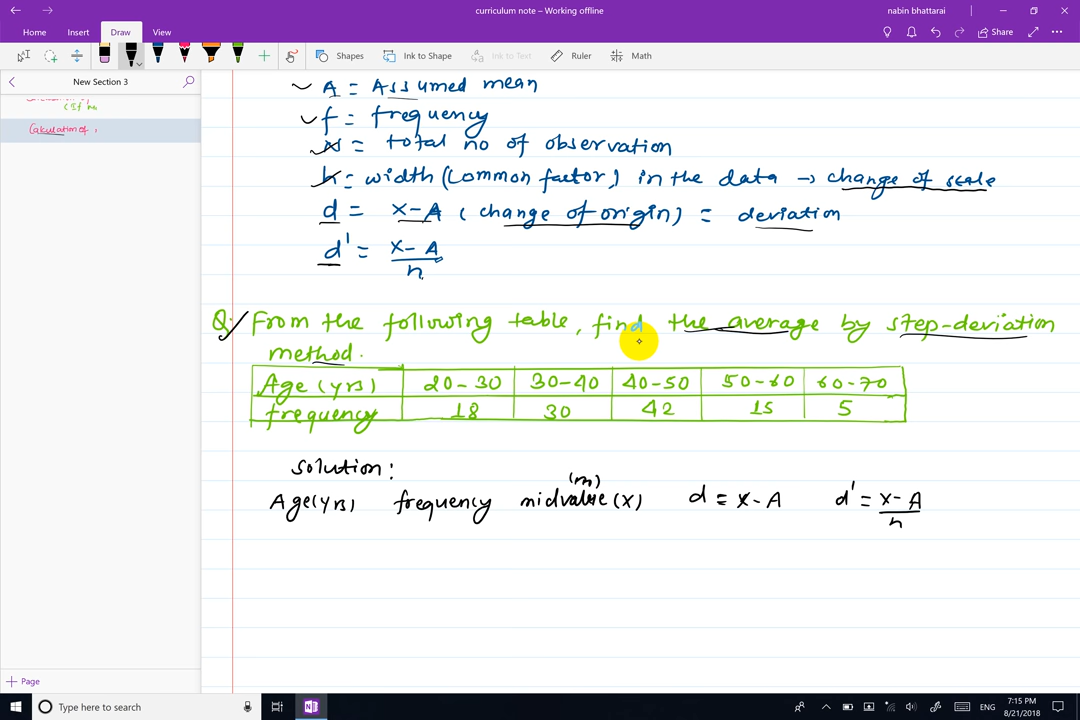 curriculum note – Working offline
nabin bhattarai
Home Insert Draw View
Share
Shapes Ink to Shape Ink to Text Ruler Math
New Section 3
Calculation of
A = Assumed mean
f = frequency
N = total no of observation
h = width (common factor) in the data → change of scale
d = x-A (change of origin) = deviation
d' = x-A
h
Q. From the following table, find the average by step-deviation
method.
Age (yrs) 20-30 30-40 40-50 50-60 60-70
frequency 18 30 42 15 5
Solution:
(m)
Age(yrs) frequency midvalue (x) d = x-A d' = x-A
h
Page
Type here to search
ENG
7:15 PM
8/21/2018